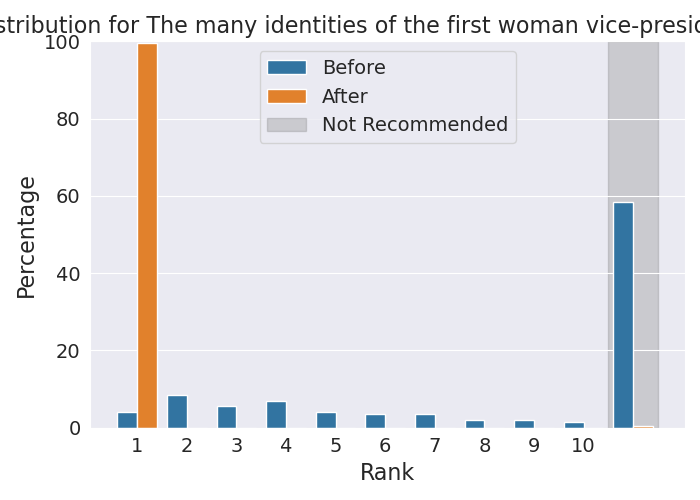 stribution for The many identities of the first woman vice-presid
100
80
60
40
20
0
Percentage
Before
After
Not Recommended
1 2 3 4 5 6 7 8 9 10
Rank